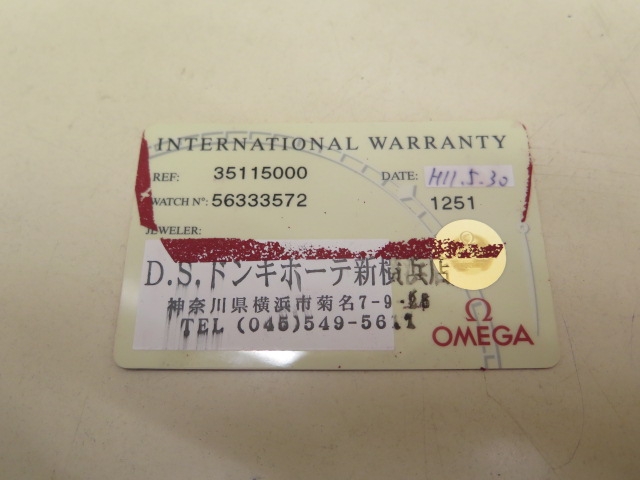 INTERNATIONAL WARRANTY
REF: 35115000 DATE: H11.5.30
WATCH N°: 56333572 1251
JEWELER:
D.S.ドンキホーテ新横浜店
神奈川県横浜市菊名7-9-
TEL (045)549-56
Ω
OMEGA